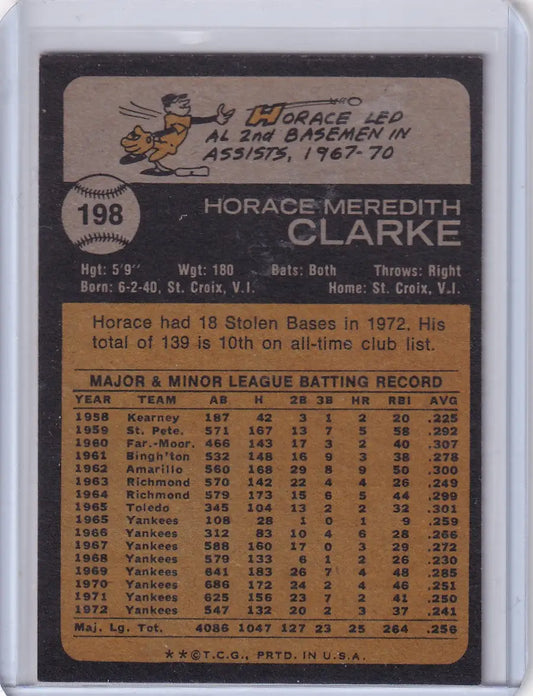 HORACE LED
AL 2nd BASEMEN IN
ASSISTS, 1967-70
198
HORACE MEREDITH
CLARKE
Hgt: 5'9" Wgt: 180 Bats: Both Throws: Right
Born: 6-2-40, St. Croix, V.I. Home: St. Croix, V.I.
Horace had 18 Stolen Bases in 1972. His
total of 139 is 10th on all-time club list.
MAJOR & MINOR LEAGUE BATTING RECORD
YEAR TEAM AB H 2B 3B HR RBI AVG
1958 Kearney 187 42 3 1 2 20 .225
1959 St. Pete. 571 167 13 7 5 58 .292
1960 Far.-Moor. 466 143 17 3 2 40 .307
1961 Bingh'ton 532 148 16 9 3 38 .278
1962 Amarillo 560 168 29 8 9 50 .300
1963 Richmond 570 142 22 4 4 26 .249
1964 Richmond 579 173 15 6 5 44 .299
1965 Toledo 345 104 13 2 2 32 .301
1965 Yankees 108 28 1 0 1 9 .259
1966 Yankees 312 83 10 4 6 28 .266
1967 Yankees 588 160 17 0 3 29 .272
1968 Yankees 579 133 6 1 2 26 .230
1969 Yankees 641 183 26 7 4 48 .285
1970 Yankees 686 172 24 2 4 46 .251
1971 Yankees 625 156 23 7 2 41 .250
1972 Yankees 547 132 20 2 3 37 .241
Maj. Lg. Tot. 4086 1047 127 23 25 264 .256
**©T.C.G., PRTD. IN U.S.A.